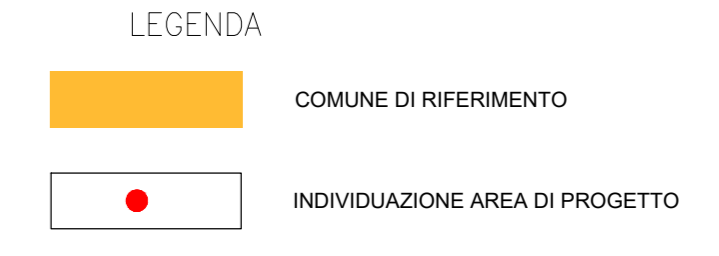 LEGENDA
COMUNE DI RIFERIMENTO
INDIVIDUAZIONE AREA DI PROGETTO